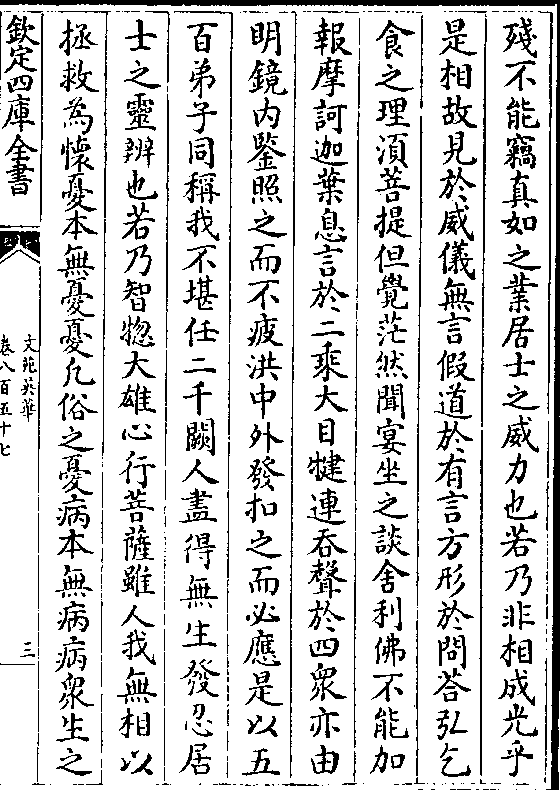 殘不能竊真如之業居士之威力也若乃非相成光乎
是相故見於威儀無言假道於有言方形於問答弘乞
食之理湏菩提但覺茫然聞宴坐之談舍利佛不能加
報摩訶迦葉息言於二乘大目犍連吞聲於四衆亦由
明鏡内鑒照之而不疲洪中外發扣之而必應是以五
百弟子同稱我不堪任二千闕人盡得無生發忍居
士之靈辨也若乃智惣大雄心行菩薩雖人我無相以
拯救為懷憂本無憂憂凡俗之憂病本無病病衆生之
欽定四庫全書
文苑英華
卷八百五十七
三